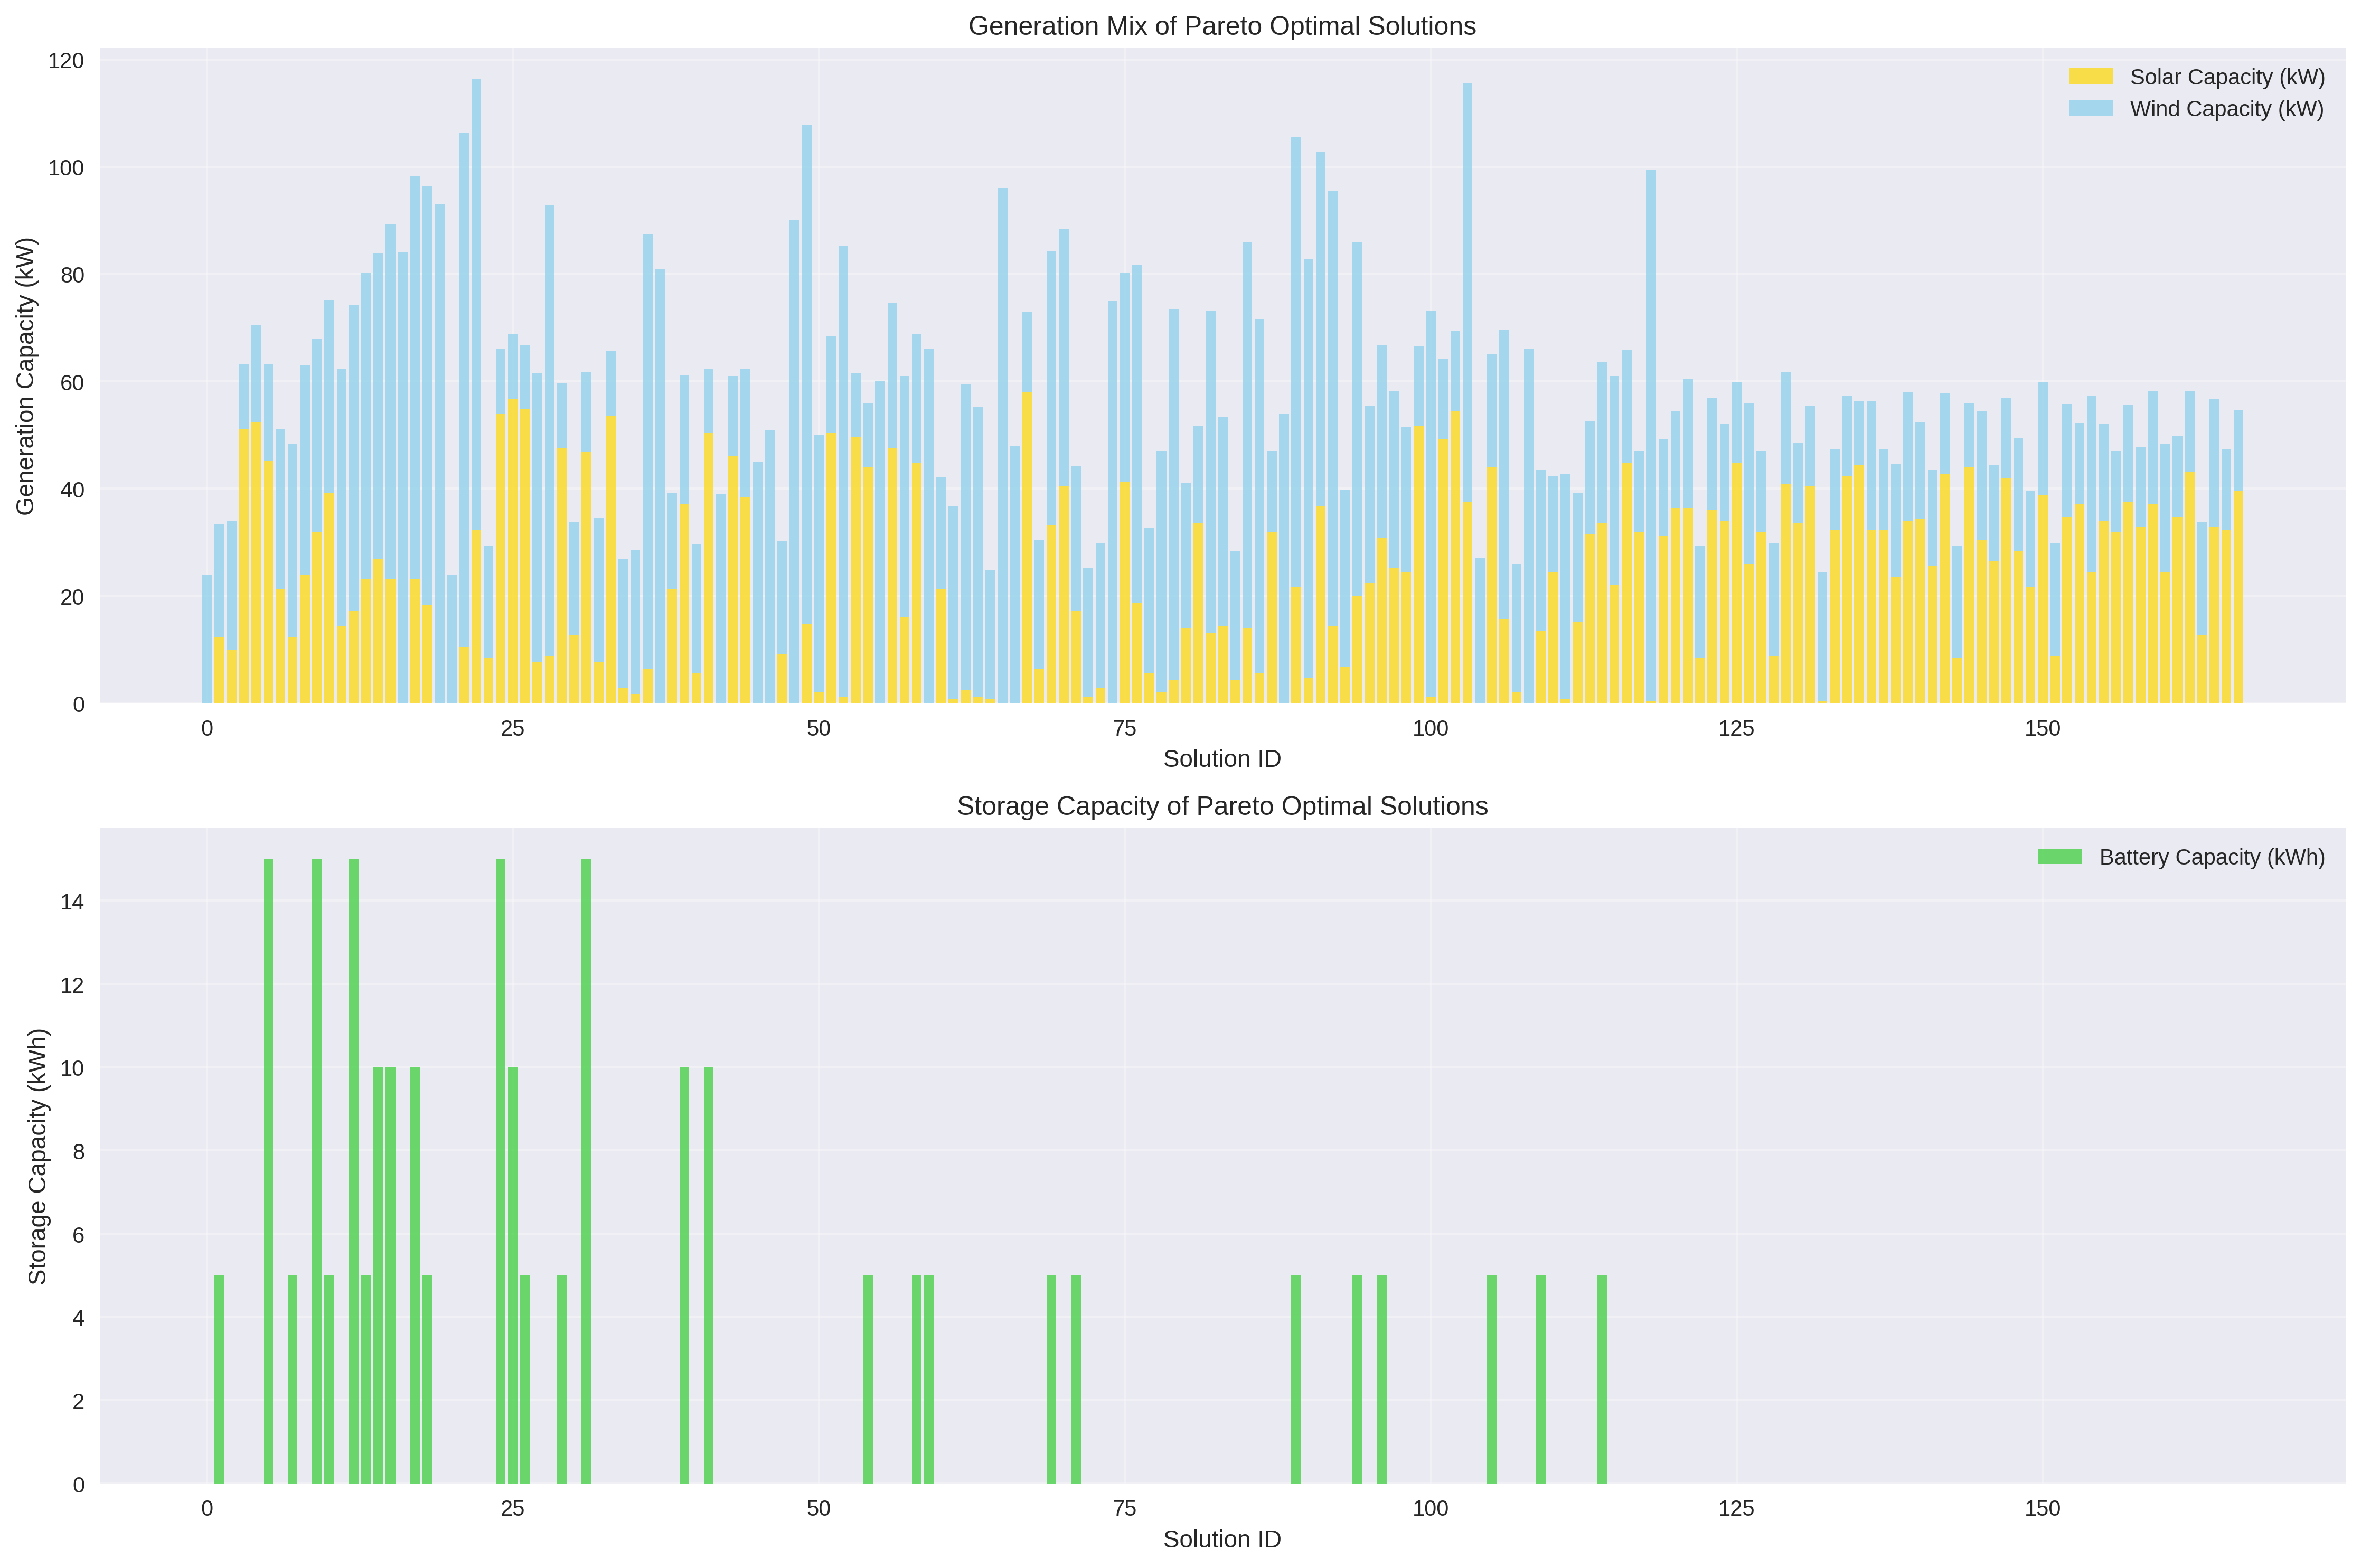 Generation Mix of Pareto Optimal Solutions
120
100
80
60
40
20
0
Generation Capacity (kW)
Solar Capacity (kW)
Wind Capacity (kW)
0 25 50 75 100 125 150
Solution ID
Storage Capacity of Pareto Optimal Solutions
14
12
10
8
6
4
2
0
Storage Capacity (kWh)
Battery Capacity (kWh)
0 25 50 75 100 125 150
Solution ID